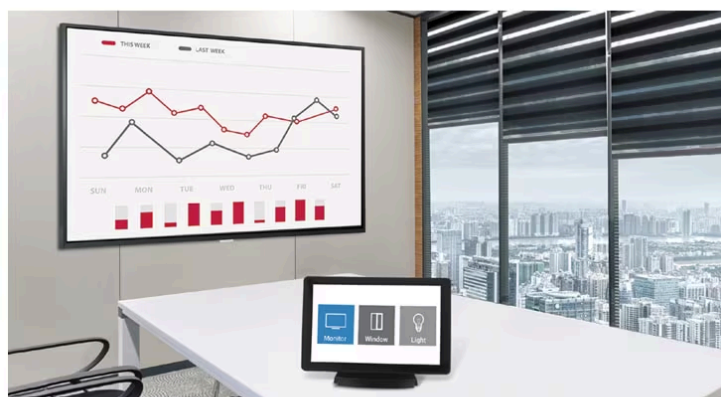 THIS WEEK
LAST WEEK
SUN MON TUE WED THU FRI SAT
Monitor Window Light